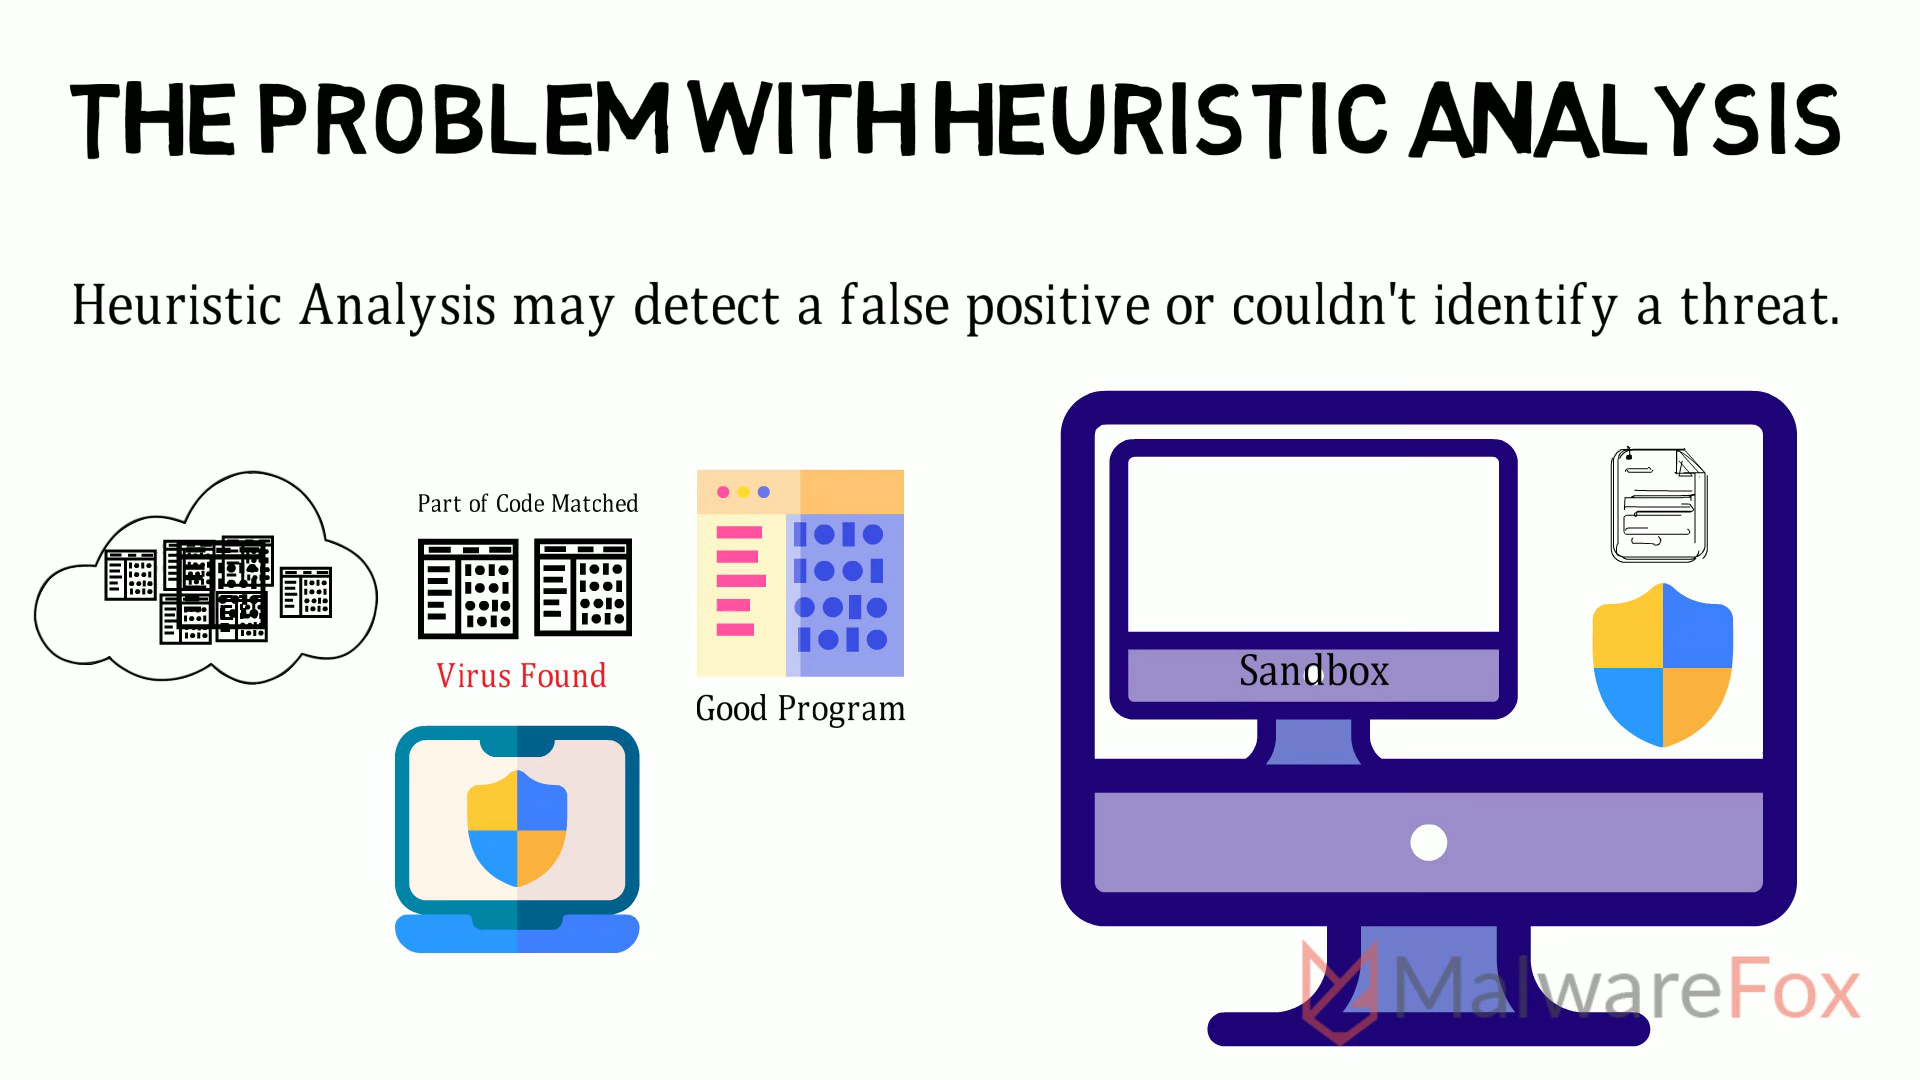 THE PROBLEM WITH HEURISTIC ANALYSIS
Heuristic Analysis may detect a false positive or couldn't identify a threat.
Part of Code Matched
Virus Found
Good Program
Sandbox
MalwareFox